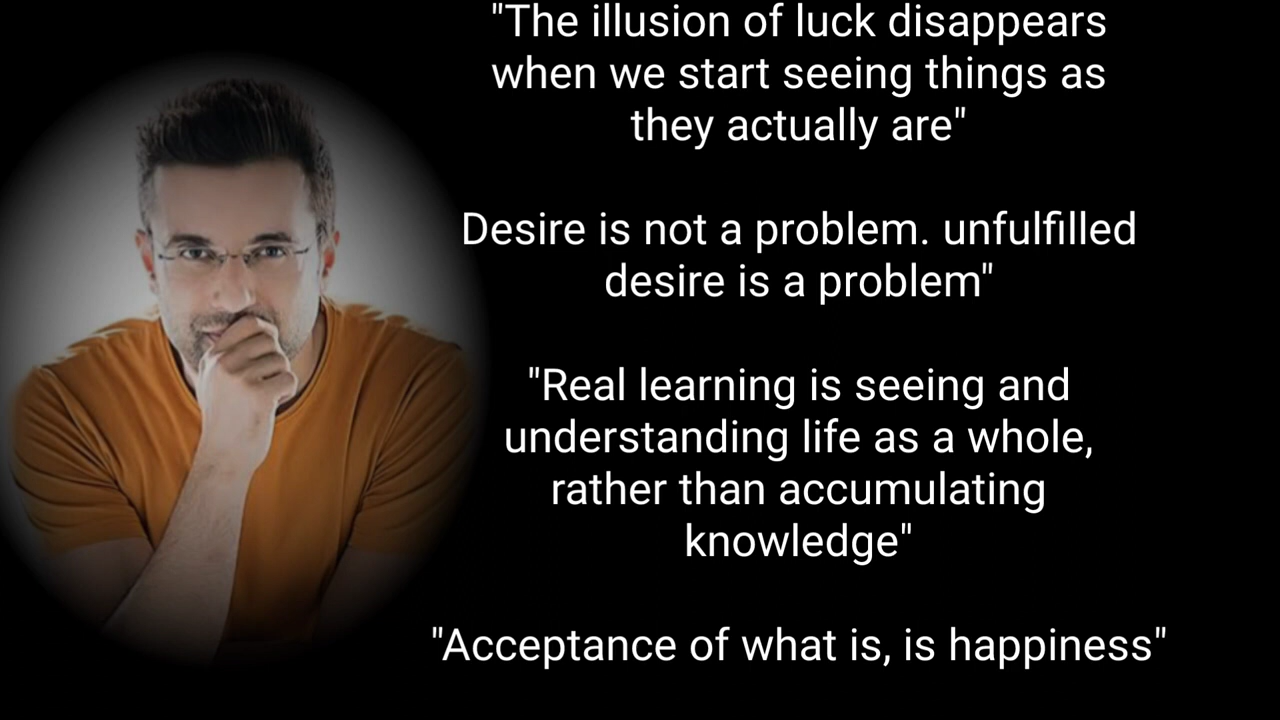 "The illusion of luck disappears
when we start seeing things as
they actually are"
Desire is not a problem. unfulfilled
desire is a problem"
"Real learning is seeing and
understanding life as a whole,
rather than accumulating
knowledge"
"Acceptance of what is, is happiness"